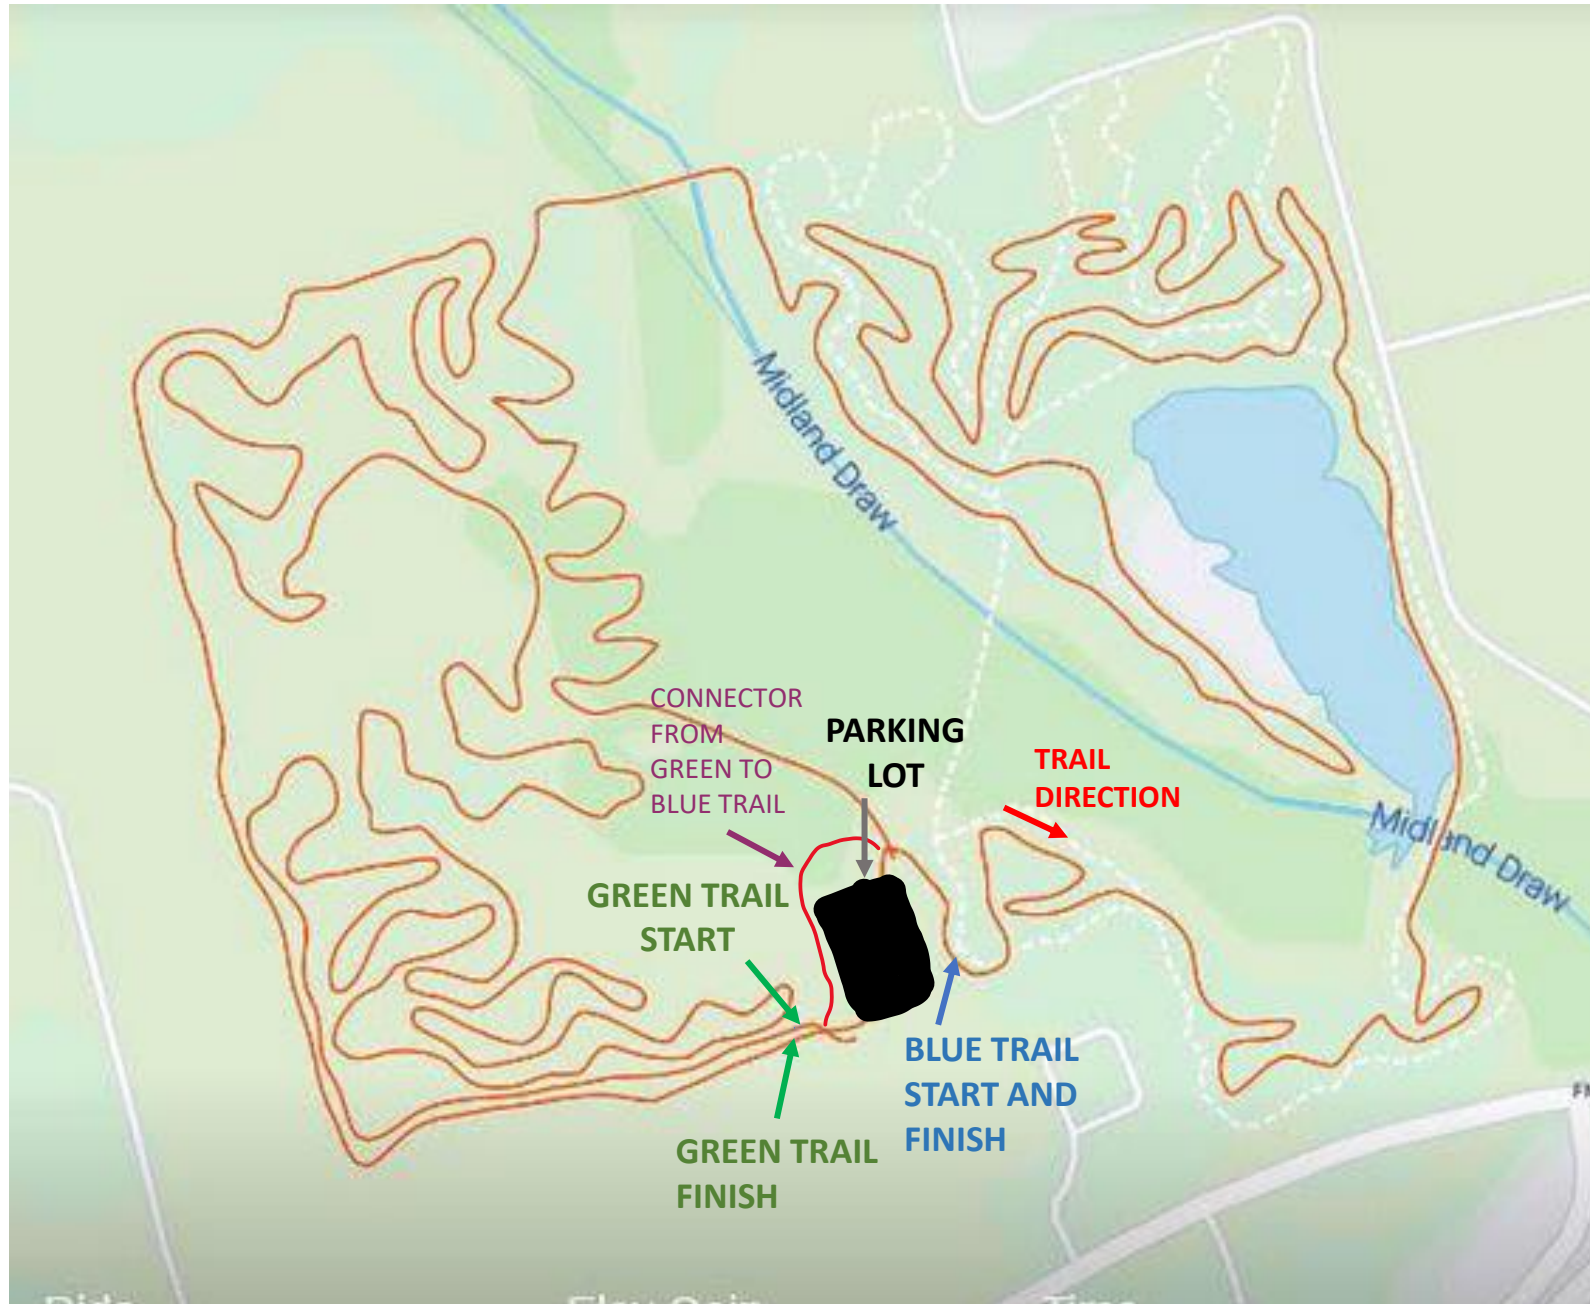 Midland Draw
CONNECTOR
FROM
GREEN TO
BLUE TRAIL
PARKING
LOT
TRAIL
DIRECTION
Midland Draw
GREEN TRAIL
START
BLUE TRAIL
START AND
FINISH
GREEN TRAIL
FINISH